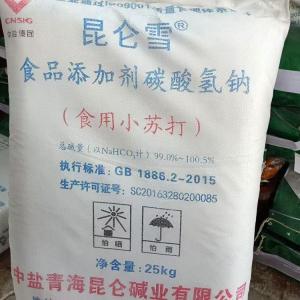 CNSIG
中盐集团
昆仑雪®
食品添加剂碳酸氢钠
(食用小苏打)
总碱量(以NaHCO₃计)99.0%~100.5%
执行标准:GB 1886.2-2015
生产许可证号:SC20163280200085
怕晒
怕雨
净含量:25kg
中盐青海昆仑碱业有限公司